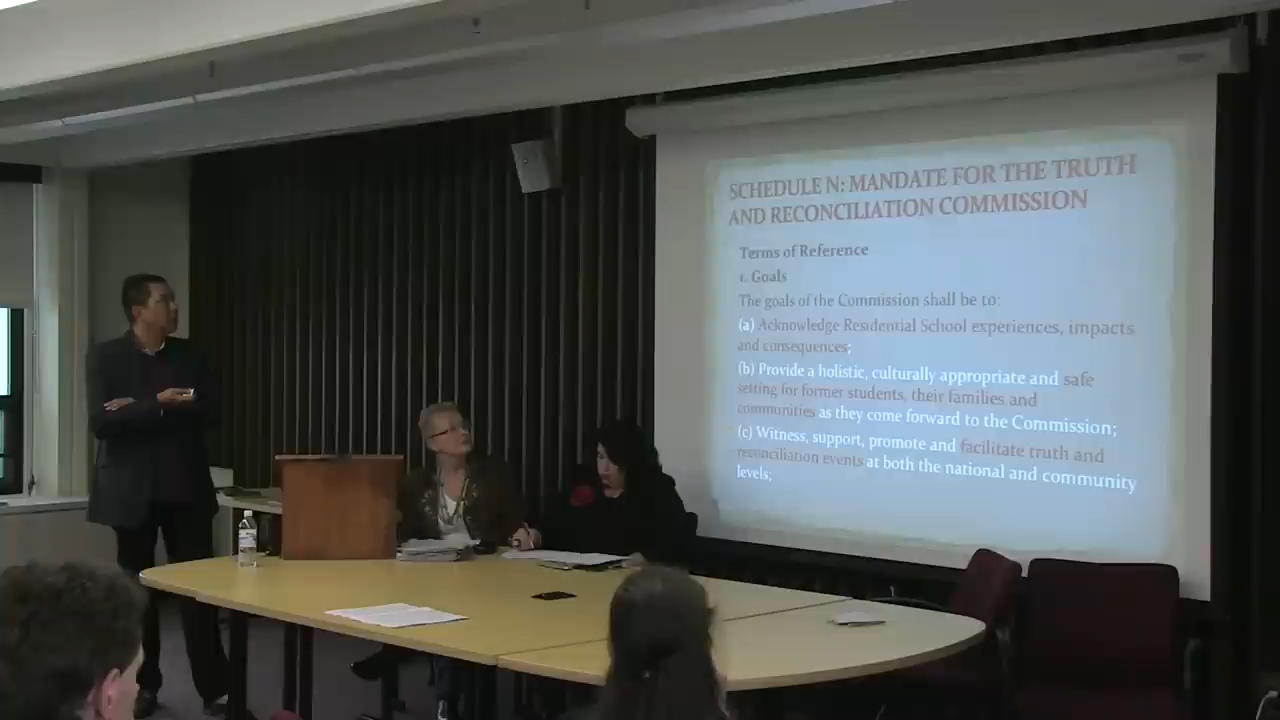 SCHEDULE N: MANDATE FOR THE TRUTH
AND RECONCILIATION COMMISSION
Terms of Reference
1. Goals
The goals of the Commission shall be to:
(a) Acknowledge Residential School experiences, impacts
and consequences;
(b) Provide a holistic, culturally appropriate and safe
setting for former students, their families and
communities as they come forward to the Commission;
(c) Witness, support, promote and facilitate truth and
reconciliation events at both the national and community
levels;